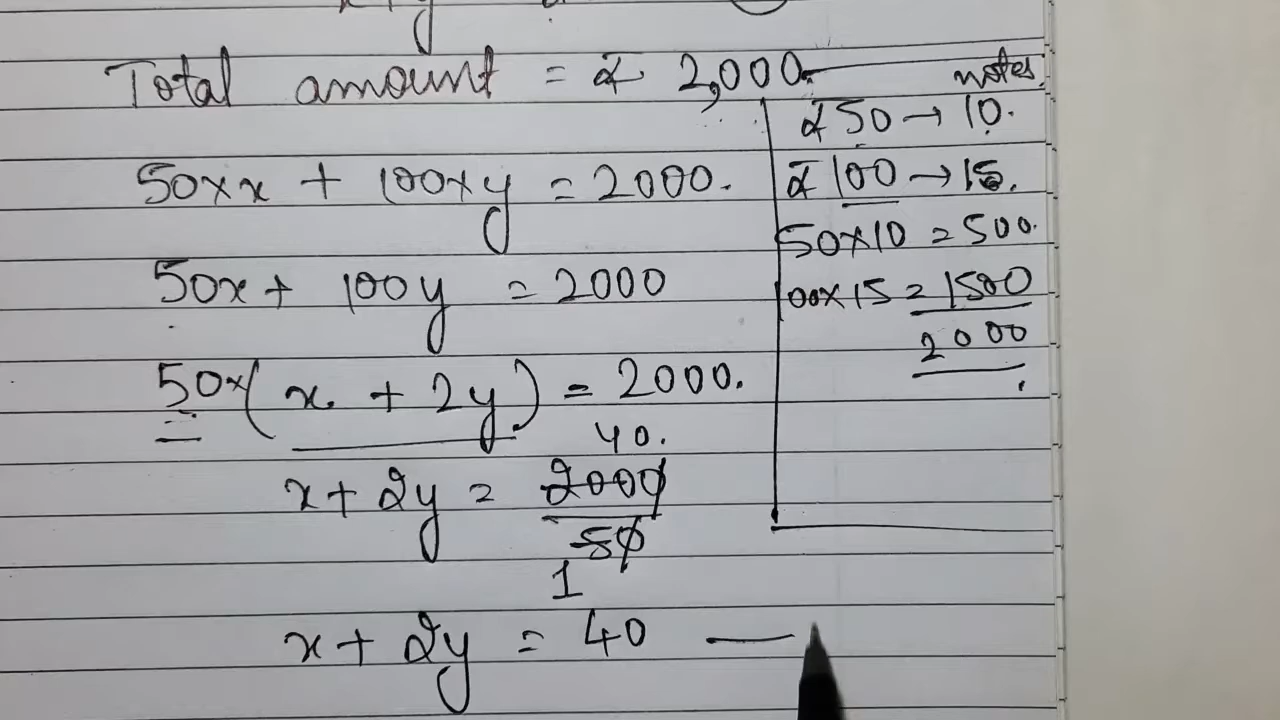 Total amount = ₹ 2,000.
50×x + 100×y = 2000.
50x + 100y = 2000
50×(x + 2y) = 2000.
40.
x + 2y = 2000
50
1
x + 2y = 40 —
notes
₹ 50 → 10.
₹ 100 → 15.
50×10 = 500.
100×15 = 1500
2000